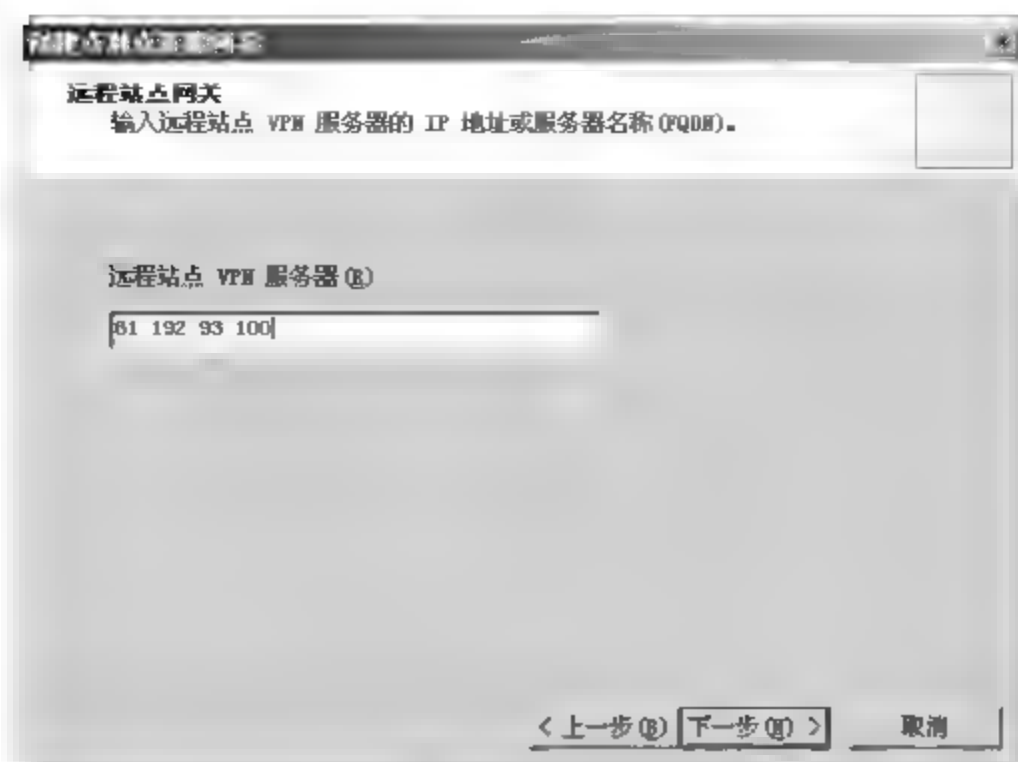 远程站点网关
输入远程站点 VPN 服务器的 IP 地址或服务器名称(FQDN)。
远程站点 VPN 服务器(R)
61 192 93 100
< 上一步(B) 下一步(N) > 取消